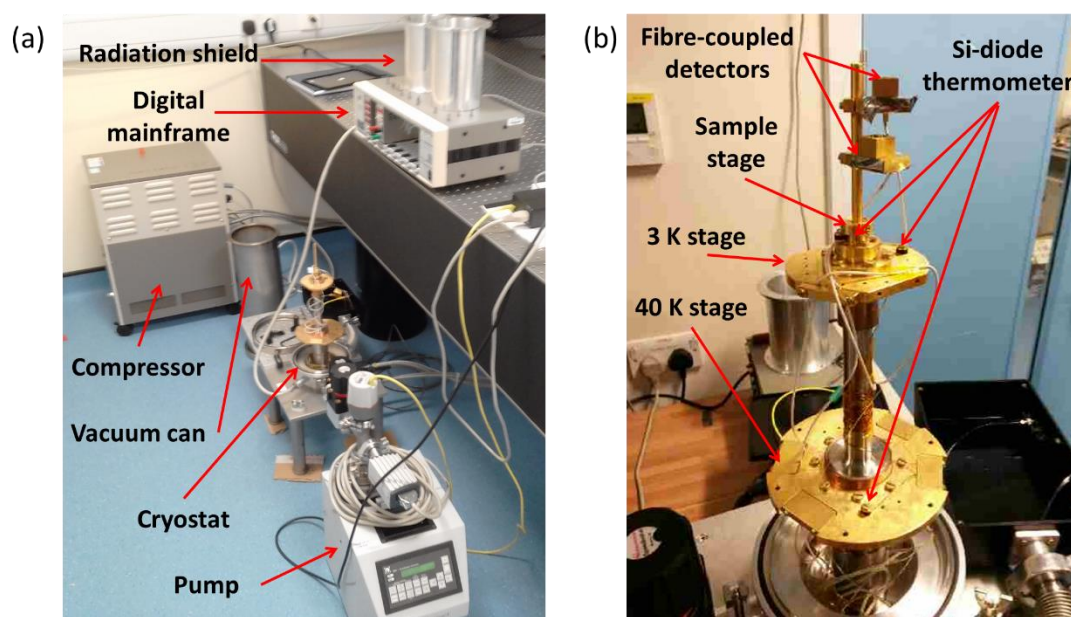 (a)
Radiation shield
Digital
mainframe
Compressor
Vacuum can
Cryostat
Pump
(b)
Fibre-coupled
detectors
Si-diode
thermometer
Sample
stage
3 K stage
40 K stage